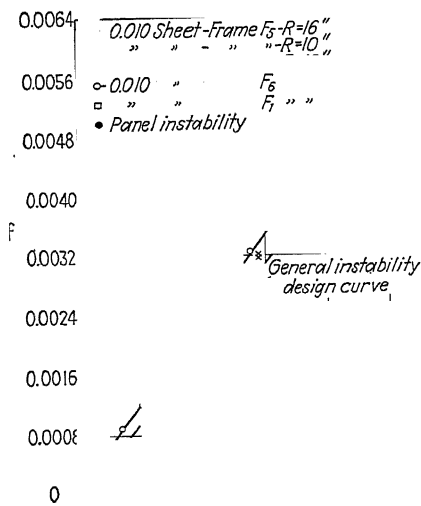 0.0064
0.010 Sheet-Frame F5-R=16"
" " - " " -R=10"
0.0056
0.010 " F6
" " F1 " "
Panel instability
0.0048
0.0040
f
0.0032
General instability
design curve
0.0024
0.0016
0.0008
0